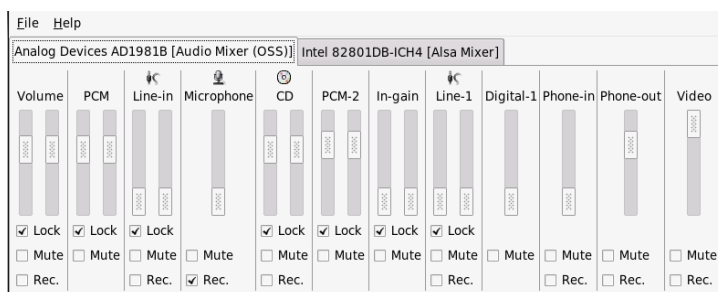 File Help
Analog Devices AD1981B [Audio Mixer (OSS)] Intel 82801DB-ICH4 [Alsa Mixer]
Volume PCM Line-in Microphone CD PCM-2 In-gain Line-1 Digital-1 Phone-in Phone-out Video
Lock Lock Lock Lock Lock Lock Lock
Mute Mute Mute Mute Mute Mute Mute Mute Mute Mute Mute Mute
Rec. Rec. Rec. Rec. Rec. Rec. Rec.